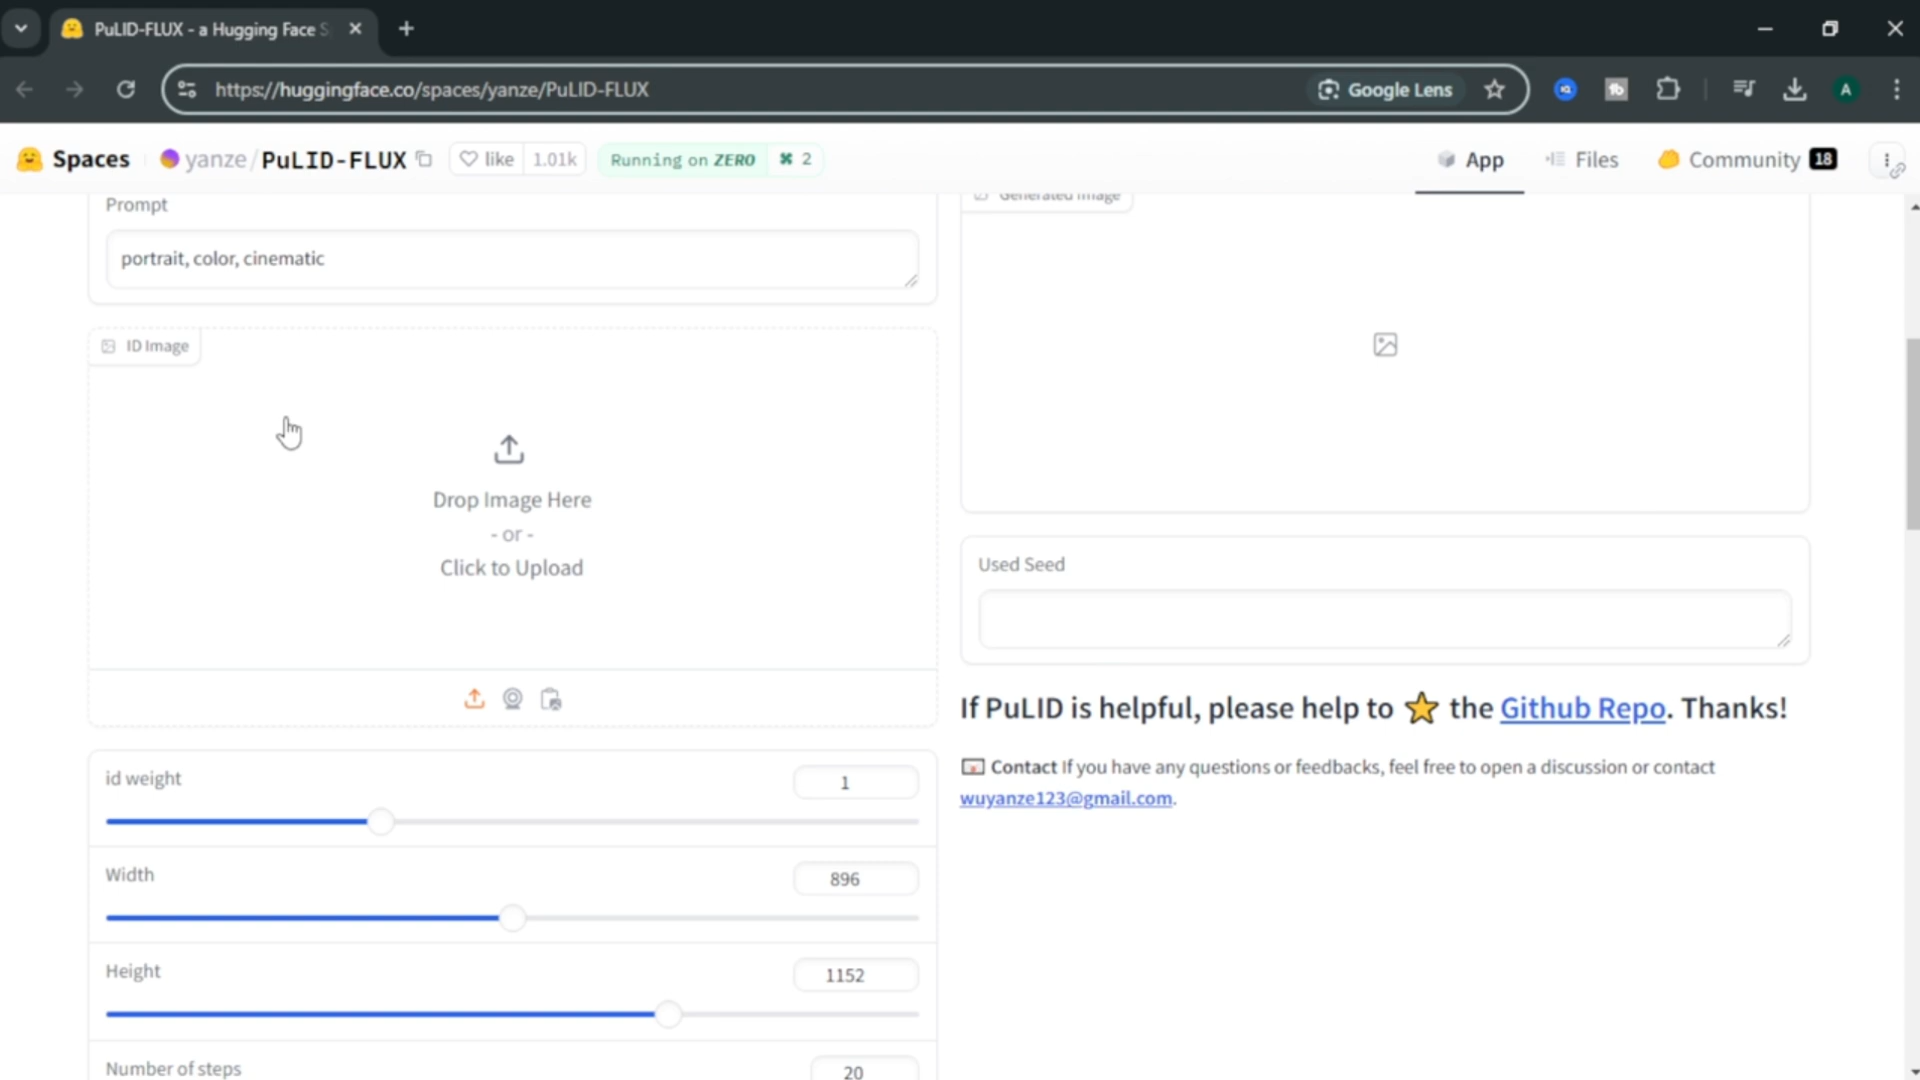 PuLID-FLUX - a Hugging Face S
https://huggingface.co/spaces/yanze/PuLID-FLUX
Google Lens
A
Spaces
yanze/PuLID-FLUX
like 1.01k
Running on ZERO
2
App
Files
Community 18
Prompt
portrait, color, cinematic
ID Image
Drop Image Here
- or -
Click to Upload
id weight
1
Width
896
Height
1152
Number of steps
20
Generated Image
Used Seed
If PuLID is helpful, please help to ⭐ the Github Repo. Thanks!
Contact If you have any questions or feedbacks, feel free to open a discussion or contact
wuyanze123@gmail.com.